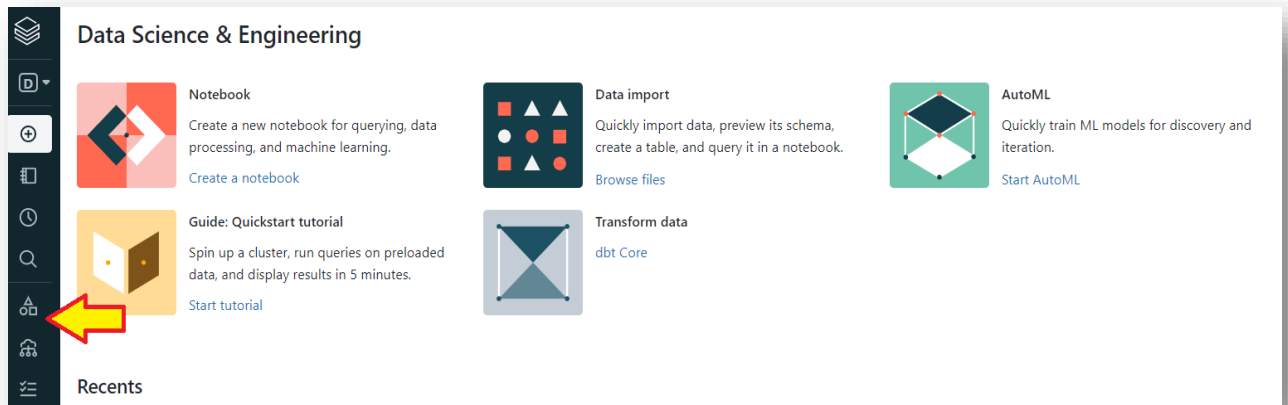 Data Science & Engineering
D
Notebook
Create a new notebook for querying, data
processing, and machine learning.
Create a notebook
Data import
Quickly import data, preview its schema,
create a table, and query it in a notebook.
Browse files
AutoML
Quickly train ML models for discovery and
iteration.
Start AutoML
Guide: Quickstart tutorial
Spin up a cluster, run queries on preloaded
data, and display results in 5 minutes.
Start tutorial
Transform data
dbt Core
Recents